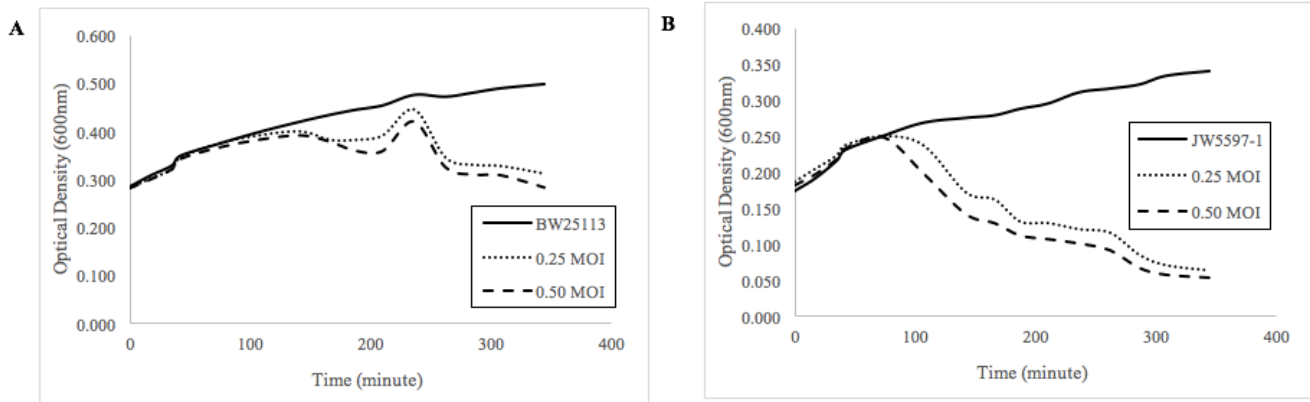 A
Optical Density (600nm)
0.600
0.500
0.400
0.300
0.200
0.100
0.000
0
100
200
300
400
Time (minute)
BW25113
0.25 MOI
0.50 MOI
B
Optical Density (600nm)
0.400
0.350
0.300
0.250
0.200
0.150
0.100
0.050
0.000
0
100
200
300
400
Time (minute)
JW5597-1
0.25 MOI
0.50 MOI